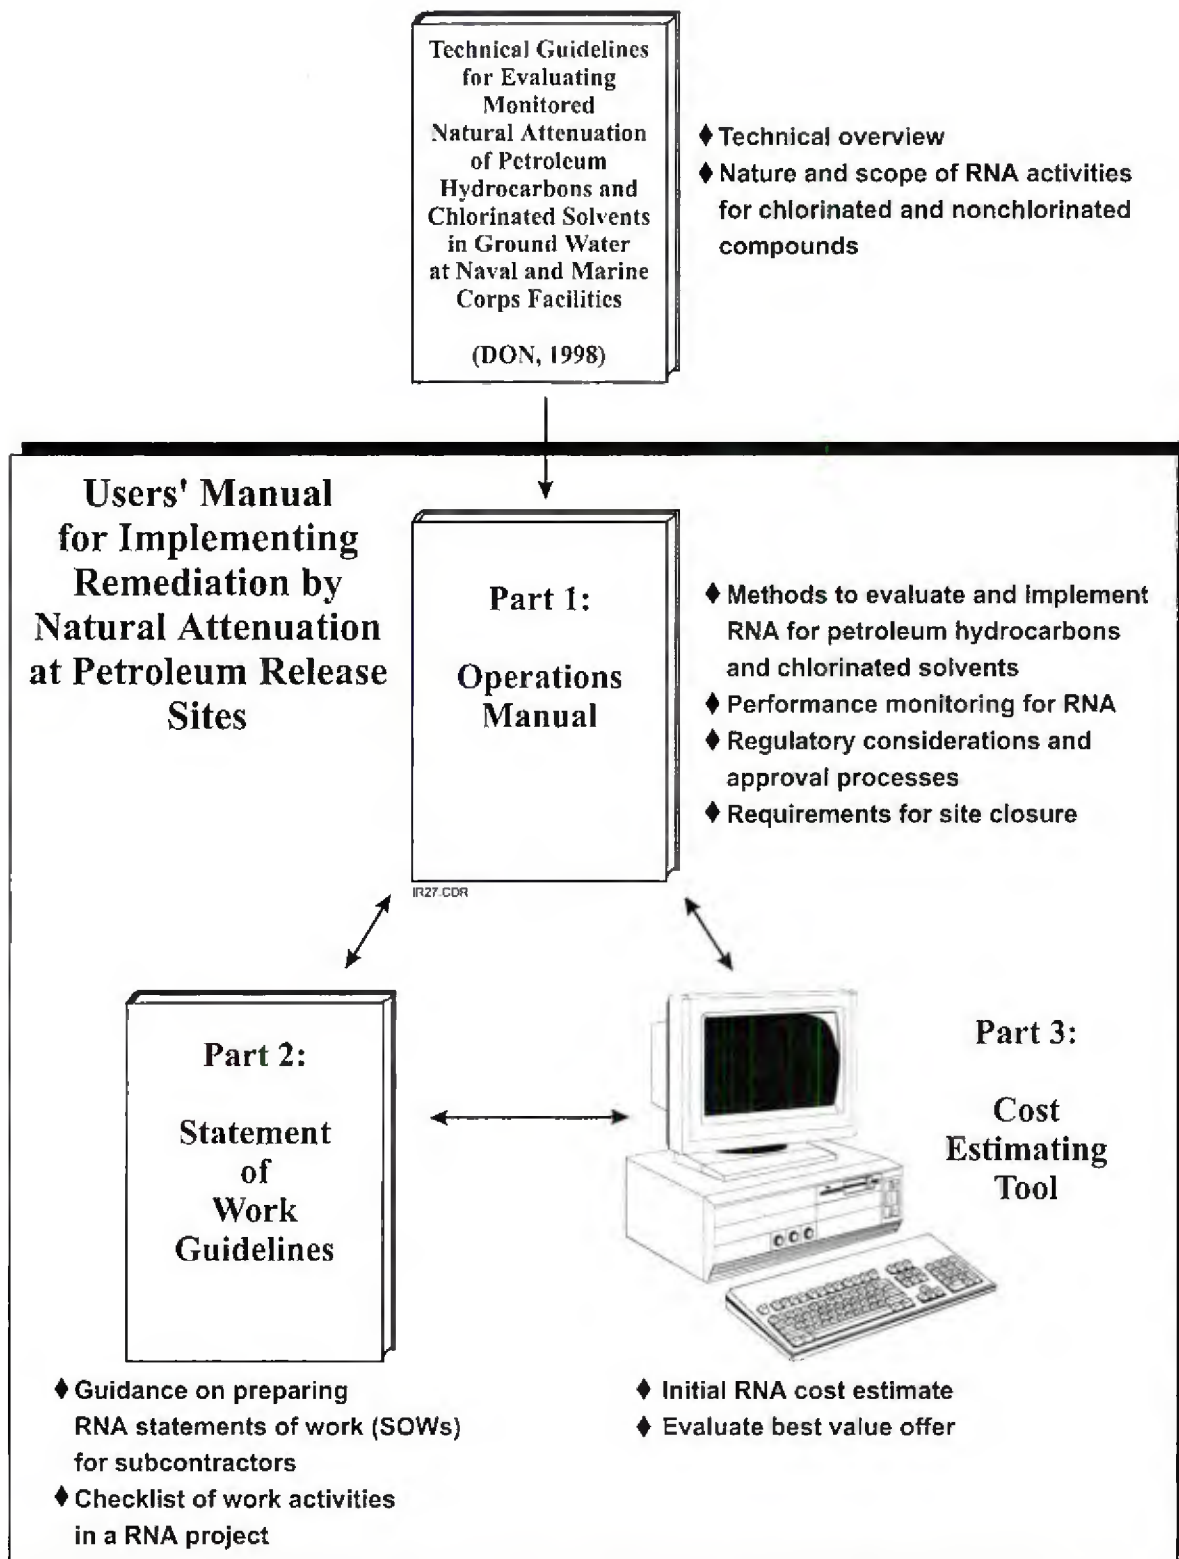 Technical Guidelines
for Evaluating
Monitored
Natural Attenuation
of Petroleum
Hydrocarbons and
Chlorinated Solvents
in Ground Water
at Naval and Marine
Corps Facilities
(DON, 1998)
♦ Technical overview
♦ Nature and scope of RNA activities
for chlorinated and nonchlorinated
compounds
Users' Manual
for Implementing
Remediation by
Natural Attenuation
at Petroleum Release
Sites
Part 1:
Operations
Manual
♦ Methods to evaluate and implement
RNA for petroleum hydrocarbons
and chlorinated solvents
♦ Performance monitoring for RNA
♦ Regulatory considerations and
approval processes
♦ Requirements for site closure
IR27.CDR
Part 2:
Statement
of
Work
Guidelines
Part 3:
Cost
Estimating
Tool
♦ Guidance on preparing
RNA statements of work (SOWs)
for subcontractors
♦ Checklist of work activities
in a RNA project
♦ Initial RNA cost estimate
♦ Evaluate best value offer